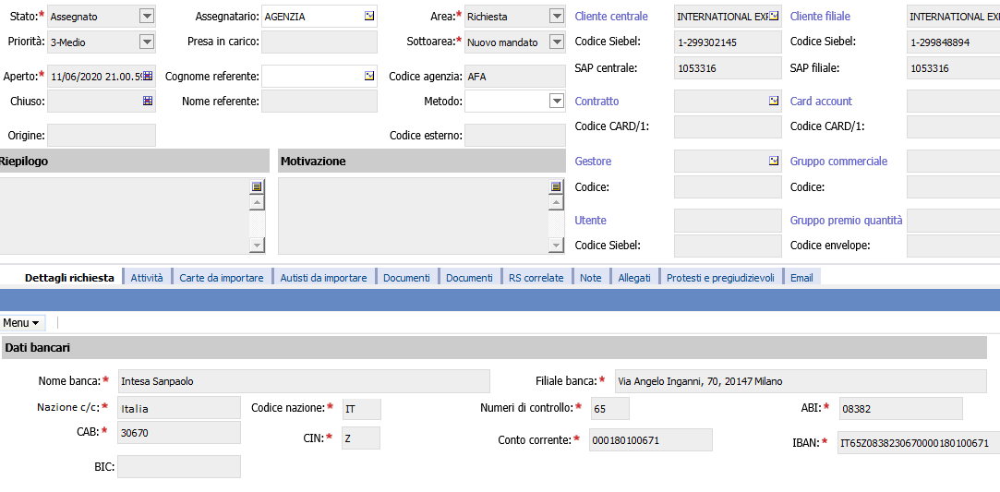 Stato:* Assegnato Assegnatario: AGENZIA Area:* Richiesta Cliente centrale INTERNATIONAL EXF Cliente filiale INTERNATIONAL EX
Priorità: 3-Medio Presa in carico: Sottoarea:* Nuovo mandato Codice Siebel: 1-299302145 Codice Siebel: 1-299848894
Aperto:* 11/06/2020 21.00.59 Cognome referente: Codice agenzia: AFA SAP centrale: 1053316 SAP filiale: 1053316
Chiuso: Nome referente: Metodo: Contratto Card account
Origine: Codice esterno: Codice CARD/1: Codice CARD/1:
Riepilogo Motivazione Gestore Gruppo commerciale
Codice: Codice:
Utente Gruppo premio quantità
Codice Siebel: Codice envelope:
Dettagli richiesta Attività Carte da importare Autisti da importare Documenti Documenti RS correlate Note Allegati Protesti e pregiudizievoli Email
Menu
Dati bancari
Nome banca:* Intesa Sanpaolo Filiale banca:* Via Angelo Inganni, 70, 20147 Milano
Nazione c/c:* Italia Codice nazione:* IT Numeri di controllo:* 65 ABI:* 08382
CAB:* 30670 CIN:* Z Conto corrente:* 000180100671 IBAN:* IT65Z0838230670000180100671
BIC: